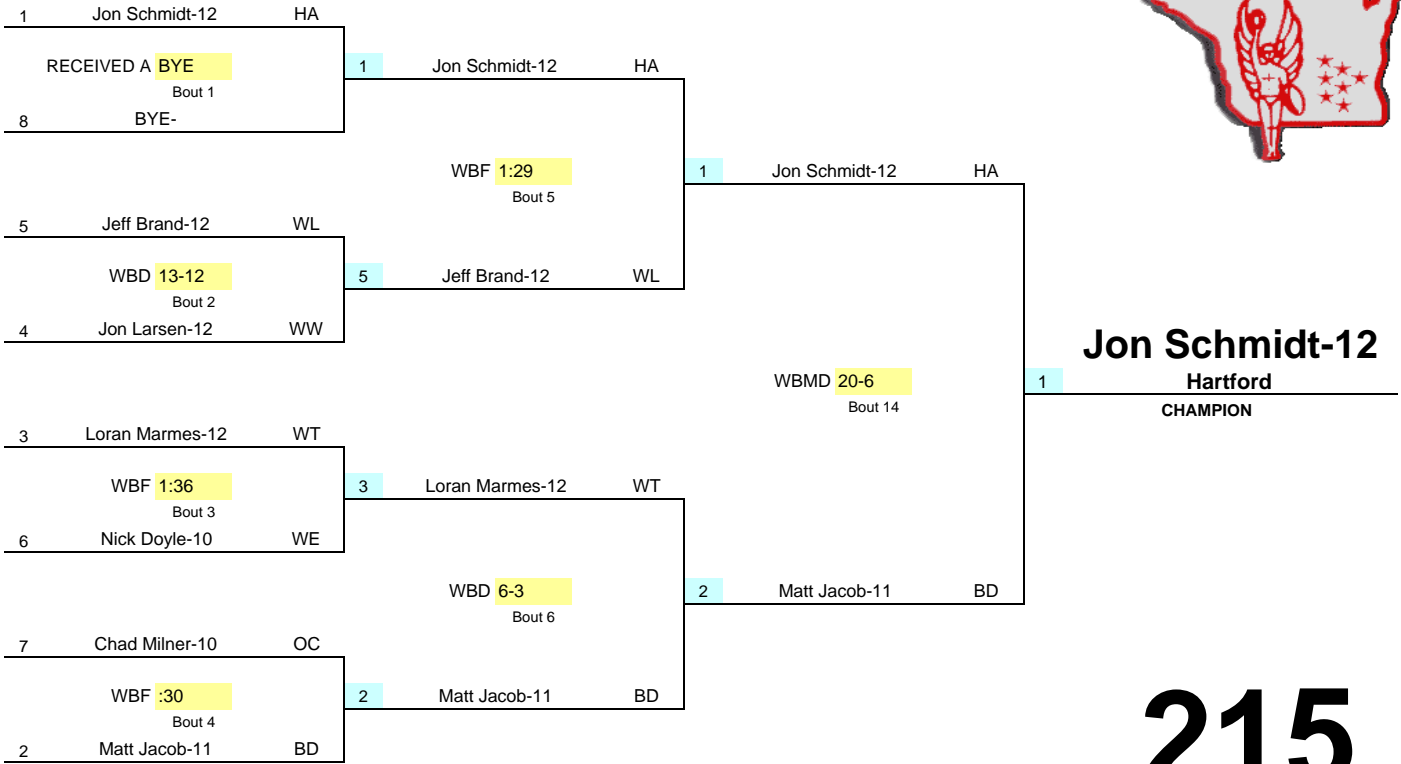 1 Jon Schmidt-12 HA
RECEIVED A BYE
Bout 1
8 BYE-
1 Jon Schmidt-12 HA
WBF 1:29
Bout 5
5 Jeff Brand-12 WL
WBD 13-12
Bout 2
4 Jon Larsen-12 WW
5 Jeff Brand-12 WL
1 Jon Schmidt-12 HA
WBMD 20-6
Bout 14
3 Loran Marmes-12 WT
WBF 1:36
Bout 3
6 Nick Doyle-10 WE
3 Loran Marmes-12 WT
WBD 6-3
Bout 6
7 Chad Milner-10 OC
WBF :30
Bout 4
2 Matt Jacob-11 BD
2 Matt Jacob-11 BD
2 Matt Jacob-11 BD
Jon Schmidt-12
1 Hartford
CHAMPION
215